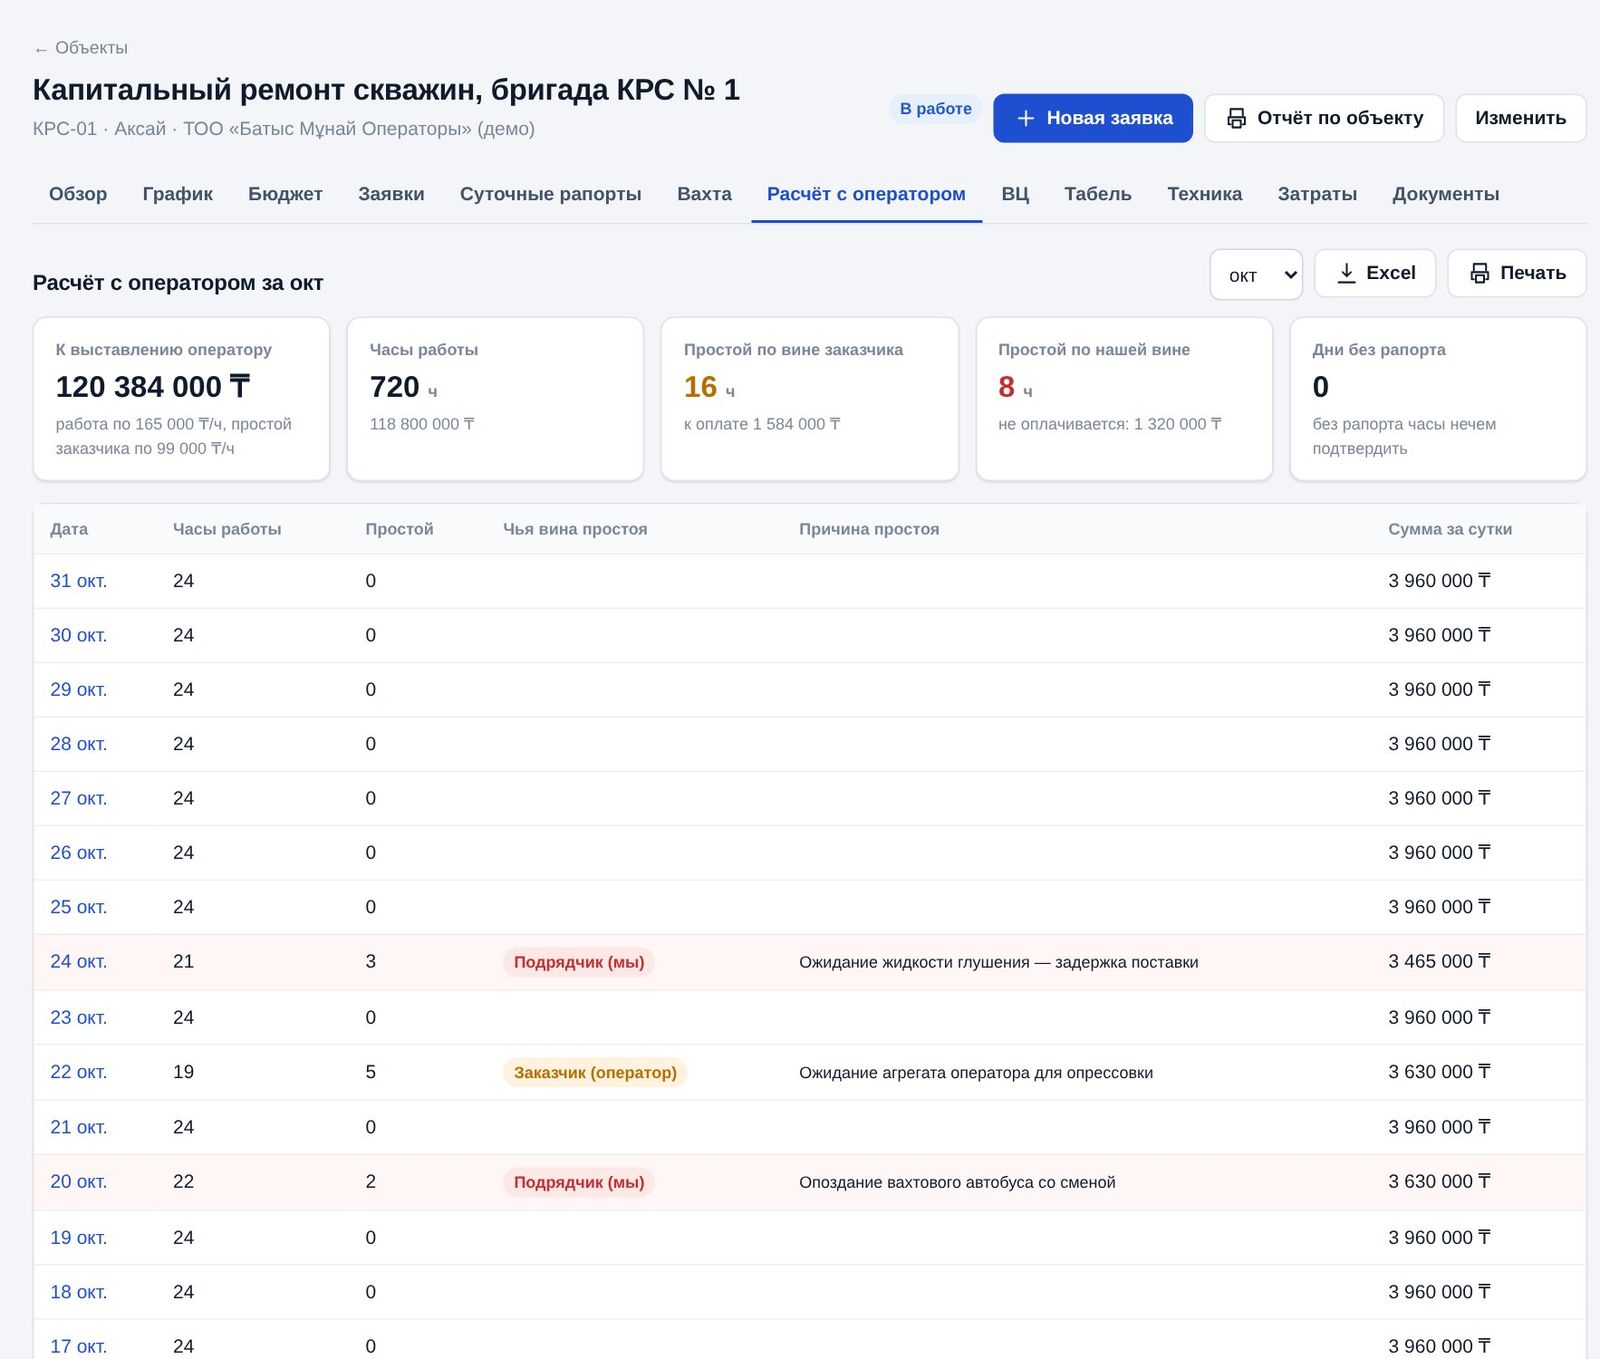 ← Объекты
Капитальный ремонт скважин, бригада КРС № 1
КРС-01 · Аксай · ТОО «Батыс Мұнай Операторы» (демо)
В работе
Новая заявка
Отчёт по объекту
Изменить
Обзор График Бюджет Заявки Суточные рапорты Вахта Расчёт с оператором ВЦ Табель Техника Затраты Документы
Расчёт с оператором за окт
окт
Excel
Печать
К выставлению оператору
120 384 000 ₸
работа по 165 000 ₸/ч, простой
заказчика по 99 000 ₸/ч
Часы работы
720 ч
118 800 000 ₸
Простой по вине заказчика
16 ч
к оплате 1 584 000 ₸
Простой по нашей вине
8 ч
не оплачивается: 1 320 000 ₸
Дни без рапорта
0
без рапорта часы нечем
подтвердить
Дата Часы работы Простой Чья вина простоя Причина простоя Сумма за сутки
31 окт. 24 0 3 960 000 ₸
30 окт. 24 0 3 960 000 ₸
29 окт. 24 0 3 960 000 ₸
28 окт. 24 0 3 960 000 ₸
27 окт. 24 0 3 960 000 ₸
26 окт. 24 0 3 960 000 ₸
25 окт. 24 0 3 960 000 ₸
24 окт. 21 3 Подрядчик (мы) Ожидание жидкости глушения — задержка поставки 3 465 000 ₸
23 окт. 24 0 3 960 000 ₸
22 окт. 19 5 Заказчик (оператор) Ожидание агрегата оператора для опрессовки 3 630 000 ₸
21 окт. 24 0 3 960 000 ₸
20 окт. 22 2 Подрядчик (мы) Опоздание вахтового автобуса со сменой 3 630 000 ₸
19 окт. 24 0 3 960 000 ₸
18 окт. 24 0 3 960 000 ₸
17 окт. 24 0 3 960 000 ₸